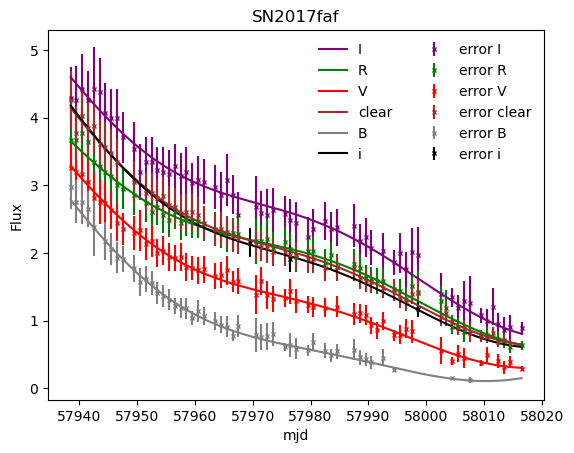 SN2017faf
Flux
5
4
3
2
1
0
I
R
V
clear
B
i
error I
error R
error V
error clear
error B
error i
57940 57950 57960 57970 57980 57990 58000 58010 58020
mjd